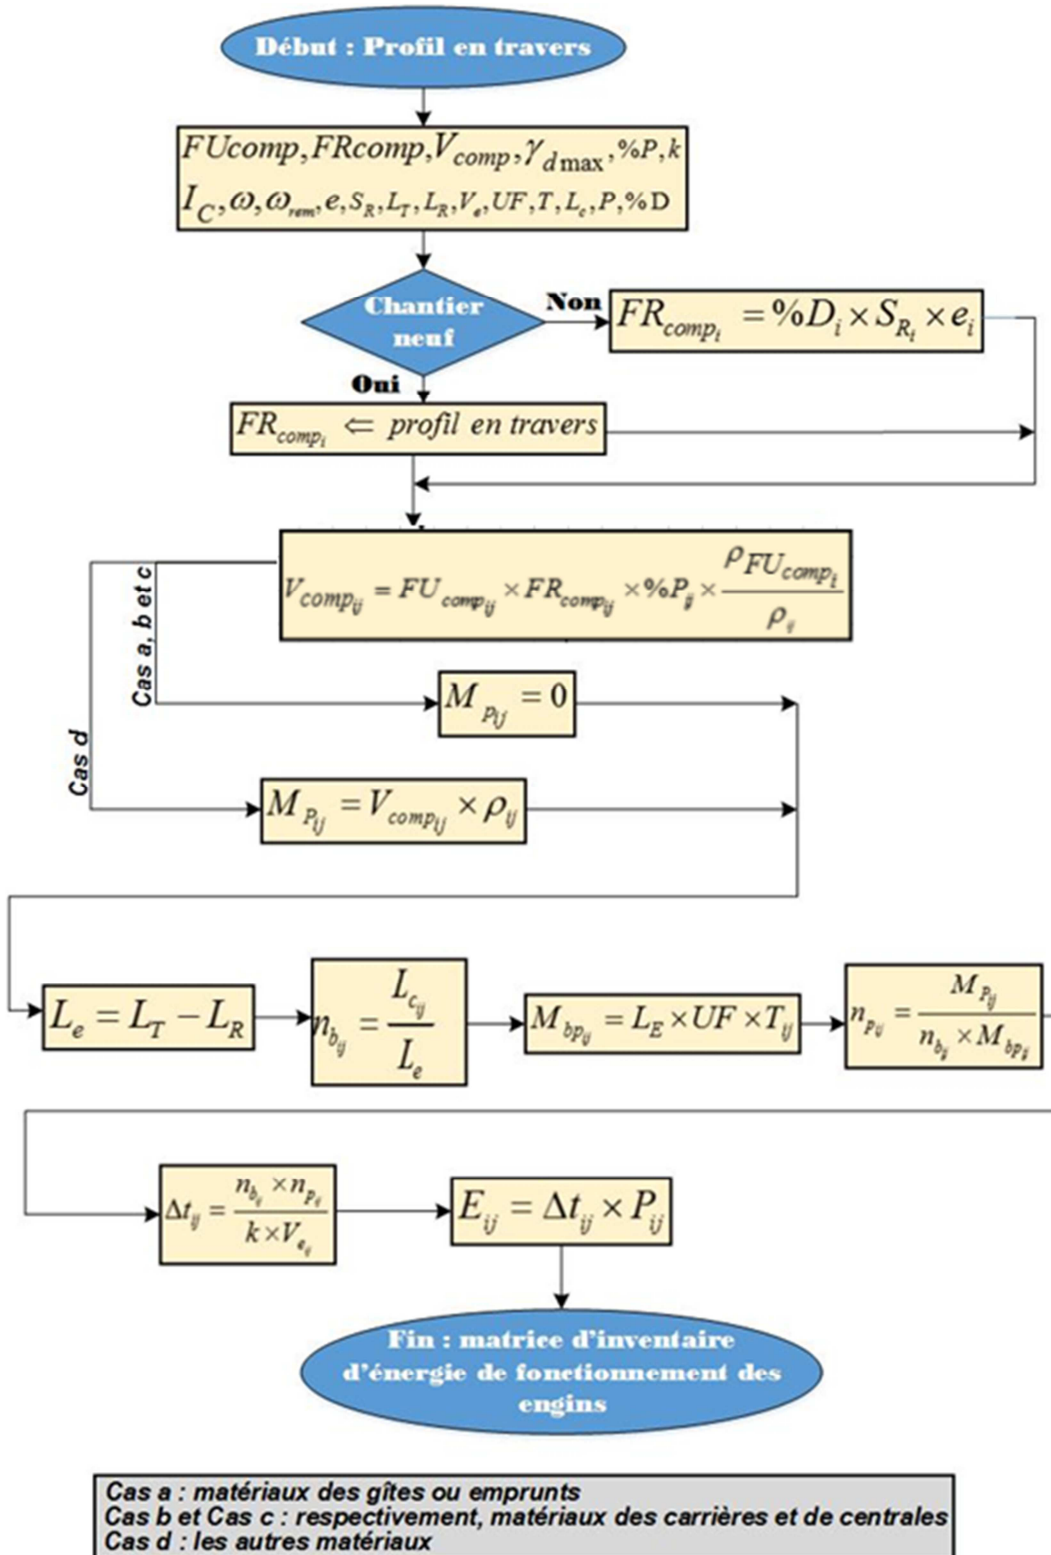 Début : Profil en travers
FUcomp, FRcomp, V_comp, γ_d max, %P, k
I_C, ω, ω_rem, e, S_R, L_T, L_R, V_e, UF, T, L_c, P, %D
Chantier
neuf
Non
FR_comp_i = %D_i × S_R_i × e_i
Oui
FR_comp_i ⇐ profil en travers
V_comp_ij = FU_comp_ij × FR_comp_ij × %P_ij × ρ_FU_comp_i / ρ_ij
Cas a, b et c
M_p_ij = 0
Cas d
M_P_ij = V_comp_ij × ρ_ij
L_e = L_T − L_R
n_b_ij = L_c_ij / L_e
M_bp_ij = L_E × UF × T_ij
n_p_ij = M_P_ij / n_b_ij × M_bp_ij
Δt_ij = n_b_ij × n_p_ij / k × V_e_ij
E_ij = Δt_ij × P_ij
Fin : matrice d'inventaire
d'énergie de fonctionnement des
engins
Cas a : matériaux des gîtes ou emprunts
Cas b et Cas c : respectivement, matériaux des carrières et de centrales
Cas d : les autres matériaux